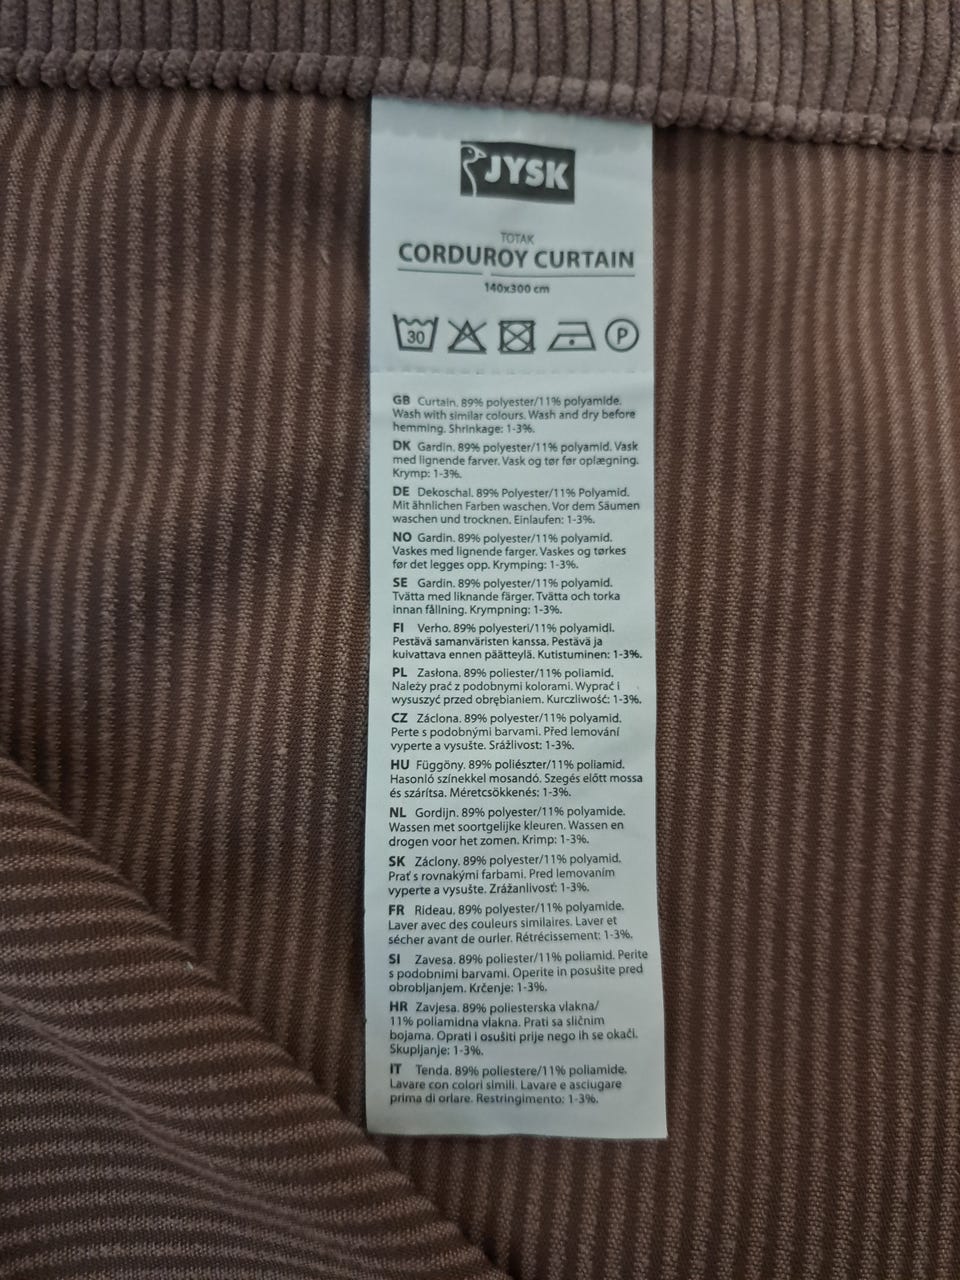 JYSK
TOTAK
CORDUROY CURTAIN
140x300 cm
30 P
GB Curtain. 89% polyester/11% polyamide.
Wash with similar colours. Wash and dry before
hemming. Shrinkage: 1-3%.
DK Gardin. 89% polyester/11% polyamid. Vask
med lignende farver. Vask og tør før oplægning.
Krymp: 1-3%.
DE Dekoschal. 89% Polyester/11% Polyamid.
Mit ähnlichen Farben waschen. Vor dem Säumen
waschen und trocknen. Einlaufen: 1-3%.
NO Gardin. 89% polyester/11% polyamid.
Vaskes med lignende farger. Vaskes og tørkes
før det legges opp. Krymping: 1-3%.
SE Gardin. 89% polyester/11% polyamid.
Tvätta med liknande färger. Tvätta och torka
innan fållning. Krympning: 1-3%.
FI Verho. 89% polyesteri/11% polyamidi.
Pestävä samanväristen kanssa. Pestävä ja
kuivattava ennen päätteylä. Kutistuminen: 1-3%.
PL Zasłona. 89% poliester/11% poliamid.
Należy prać z podobnymi kolorami. Wyprać i
wysuszyć przed obrębianiem. Kurczliwość: 1-3%.
CZ Záclona. 89% polyester/11% polyamid.
Perte s podobnými barvami. Před lemování
vyperte a vysušte. Srážlivost: 1-3%.
HU Függöny. 89% poliészter/11% poliamid.
Hasonló színekkel mosandó. Szegés előtt mossa
és szárítsa. Méretcsökkenés: 1-3%.
NL Gordijn. 89% polyester/11% polyamide.
Wassen met soortgelijke kleuren. Wassen en
drogen voor het zomen. Krimp: 1-3%.
SK Záclony. 89% polyester/11% polyamid.
Prať s rovnakými farbami. Pred lemovaním
vyperte a vysušte. Zrážanlivosť: 1-3%.
FR Rideau. 89% polyester/11% polyamide.
Laver avec des couleurs similaires. Laver et
sécher avant de ourler. Rétrécissement: 1-3%.
SI Zavesa. 89% poliester/11% poliamid. Perite
s podobnimi barvami. Operite in posušite pred
obrobljanjem. Krčenje: 1-3%.
HR Zavjesa. 89% poliesterska vlakna/
11% poliamidna vlakna. Prati sa sličnim
bojama. Oprati i osušiti prije nego ih se okači.
Skupljanje: 1-3%.
IT Tenda. 89% poliestere/11% poliamide.
Lavare con colori simili. Lavare e asciugare
prima di orlare. Restringimento: 1-3%.